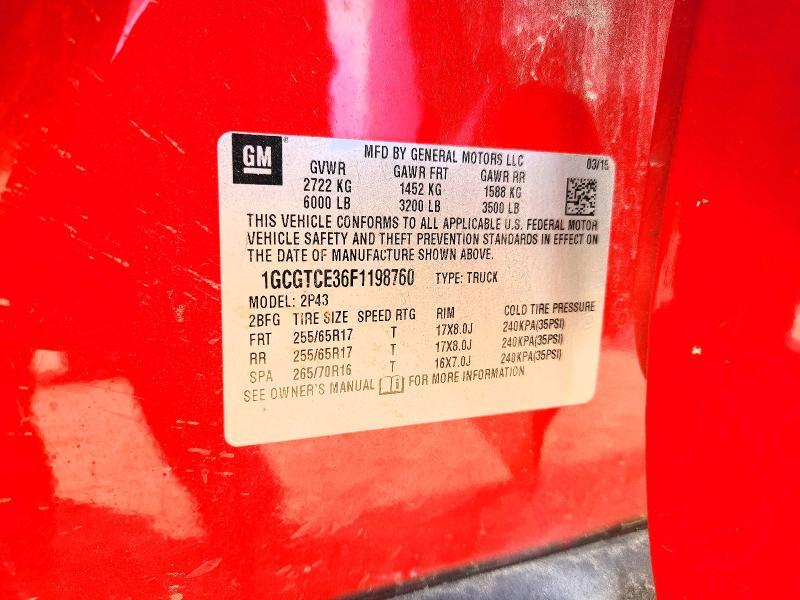 GM ®
MFD BY GENERAL MOTORS LLC 03/15
GVWR GAWR FRT GAWR RR
2722 KG 1452 KG 1588 KG
6000 LB 3200 LB 3500 LB
THIS VEHICLE CONFORMS TO ALL APPLICABLE U.S. FEDERAL MOTOR
VEHICLE SAFETY AND THEFT PREVENTION STANDARDS IN EFFECT ON
THE DATE OF MANUFACTURE SHOWN ABOVE.
1GCGTCE36F1198760 TYPE: TRUCK
MODEL: 2P43
2BFG TIRE SIZE SPEED RTG RIM COLD TIRE PRESSURE
FRT 255/65R17 T 17X8.0J 240KPA(35PSI)
RR 255/65R17 T 17X8.0J 240KPA(35PSI)
SPA 265/70R16 T 16X7.0J 240KPA(35PSI)
SEE OWNER'S MANUAL FOR MORE INFORMATION.